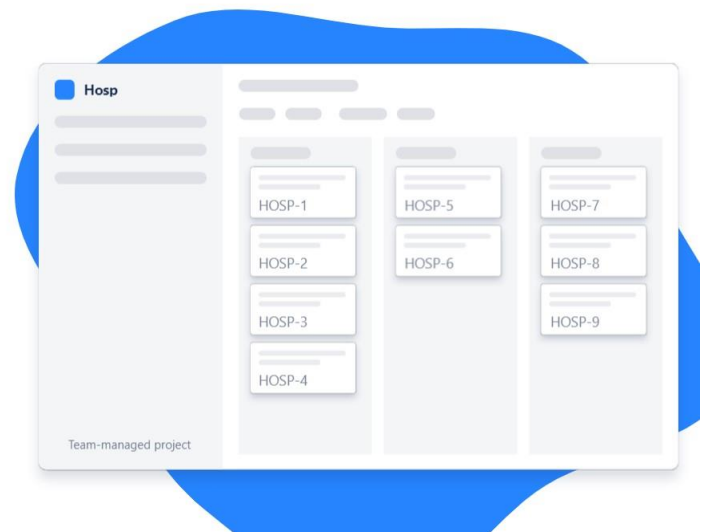 Hosp
HOSP-1
HOSP-2
HOSP-3
HOSP-4
HOSP-5
HOSP-6
HOSP-7
HOSP-8
HOSP-9
Team-managed project